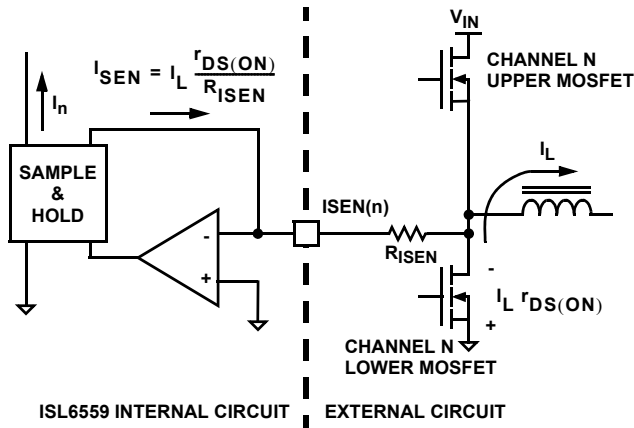 V_IN
CHANNEL N
UPPER MOSFET
I_SEN = I_L r_DS(ON) / R_ISEN
I_n
I_L
SAMPLE
&
HOLD
ISEN(n)
-
+
R_ISEN
-
I_L r_DS(ON)
+
CHANNEL N
LOWER MOSFET
ISL6559 INTERNAL CIRCUIT
EXTERNAL CIRCUIT